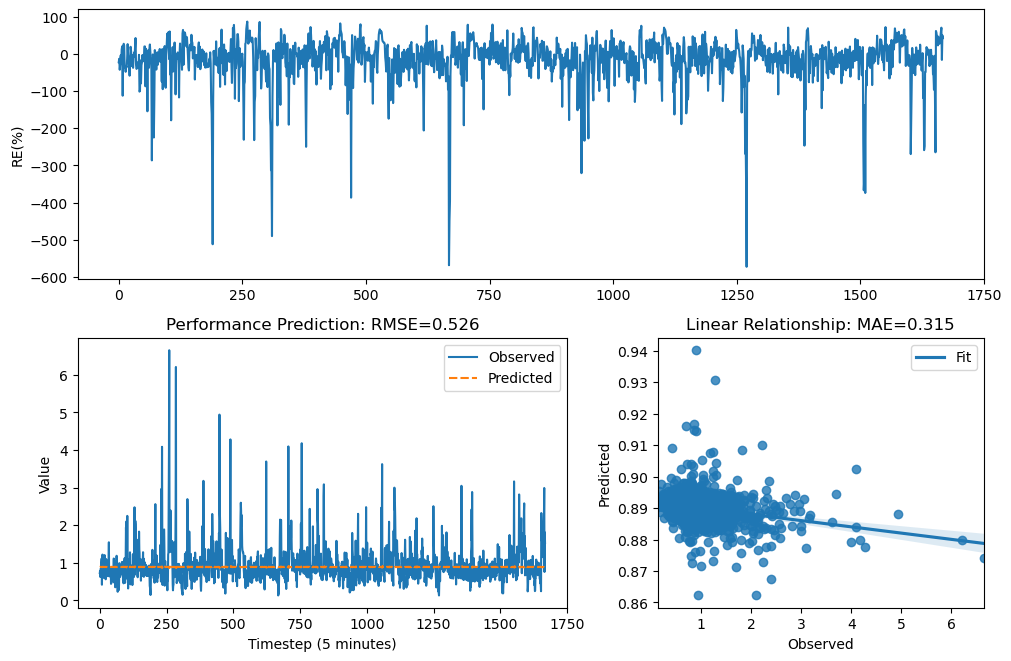 100
0
−100
−200
−300
−400
−500
−600
RE(%)
0 250 500 750 1000 1250 1500 1750
Performance Prediction: RMSE=0.526
Observed
Predicted
6
5
4
3
2
1
0
Value
0 250 500 750 1000 1250 1500 1750
Timestep (5 minutes)
Linear Relationship: MAE=0.315
Fit
0.94
0.93
0.92
0.91
0.90
0.89
0.88
0.87
0.86
Predicted
1 2 3 4 5 6
Observed